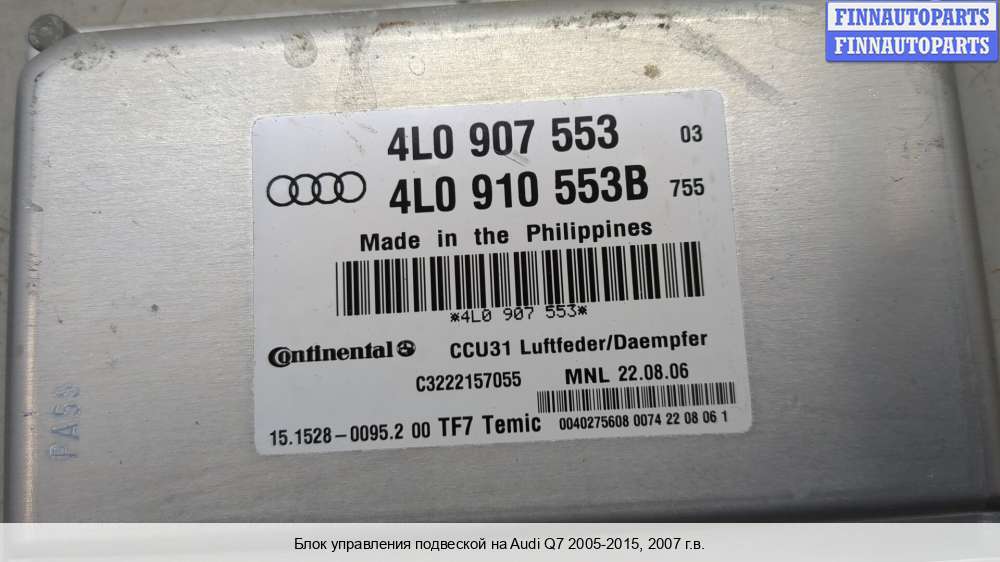 FINNAUTOPARTS
FINNAUTOPARTS
4L0 907 553 03
4L0 910 553B 755
Made in the Philippines
*4L0 907 553*
Continental CCU31 Luftfeder/Daempfer
C3222157055 MNL 22.08.06
15.1528-0095.2 00 TF7 Temic 0040275608 0074 22 08 06 1
PASS
Блок управления подвеской на Audi Q7 2005-2015, 2007 г.в.